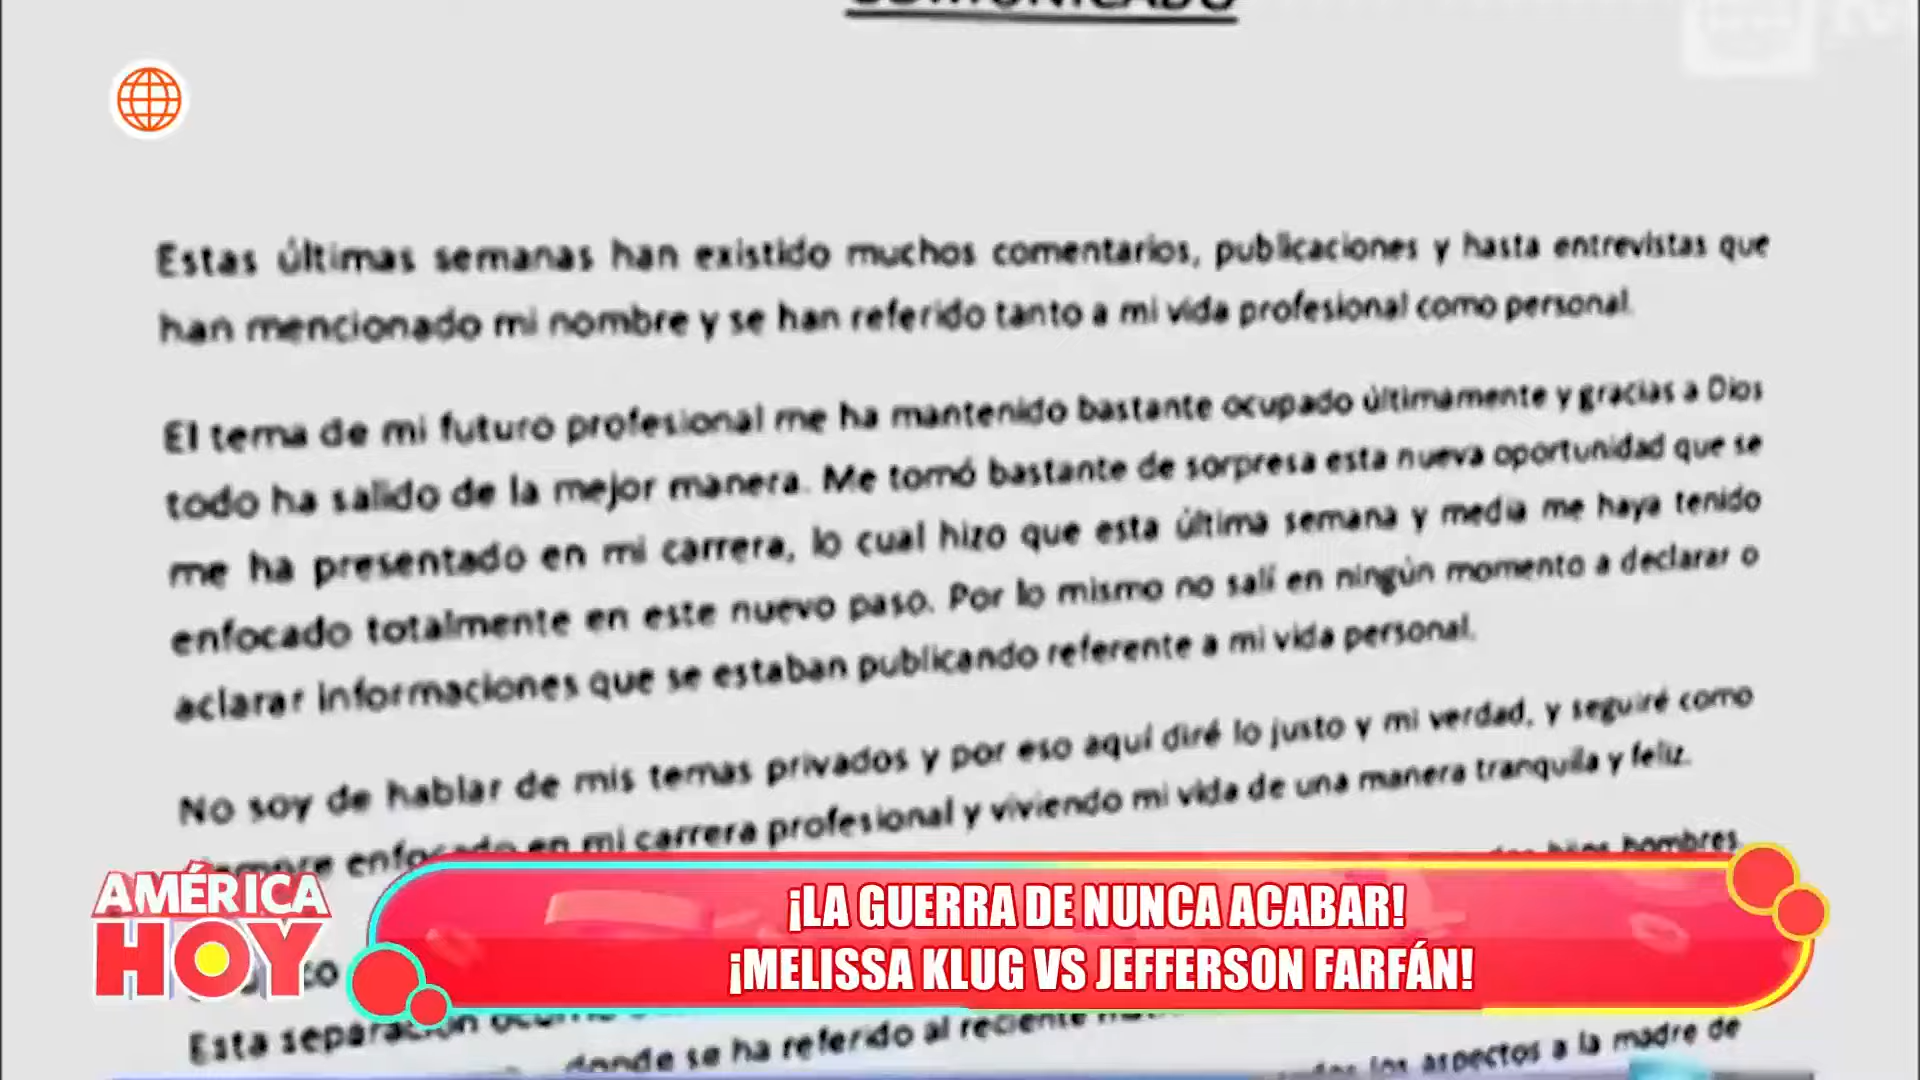 COMUNICADO
Estas últimas semanas han existido muchos comentarios, publicaciones y hasta entrevistas que
han mencionado mi nombre y se han referido tanto a mi vida profesional como personal.
El tema de mi futuro profesional me ha mantenido bastante ocupado últimamente y gracias a Dios
todo ha salido de la mejor manera. Me tomó bastante de sorpresa esta nueva oportunidad que se
me ha presentado en mi carrera, lo cual hizo que esta última semana y media me haya tenido
enfocado totalmente en este nuevo paso. Por lo mismo no salí en ningún momento a declarar o
aclarar informaciones que se estaban publicando referente a mi vida personal.
No soy de hablar de mis temas privados y por eso aquí diré lo justo y mi verdad, y seguiré como
siempre enfocado en mi carrera profesional y viviendo mi vida de una manera tranquila y feliz.
hijos hombres
AMÉRICA
HOY
¡LA GUERRA DE NUNCA ACABAR!
¡MELISSA KLUG VS JEFFERSON FARFÁN!
Esta separación
donde se ha referido al reciente
los aspectos a la madre de